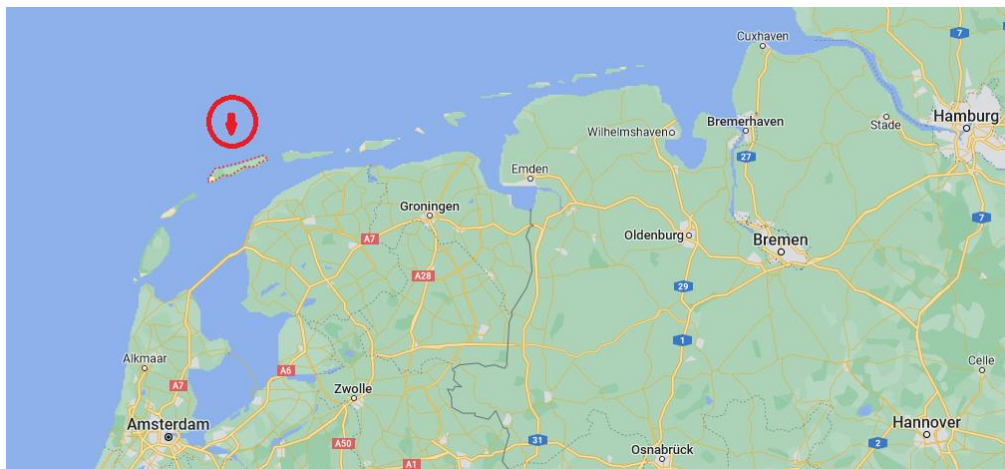 Cuxhaven
7
Hamburg
Stade
Bremerhaven
Wilhelmshaven
27
Emden
Groningen
7
A7
Oldenburg
Bremen
A28
29
1
Alkmaar
Celle
A6
A7
Zwolle
Amsterdam
Hannover
A50
31
2
Osnabrück
A1